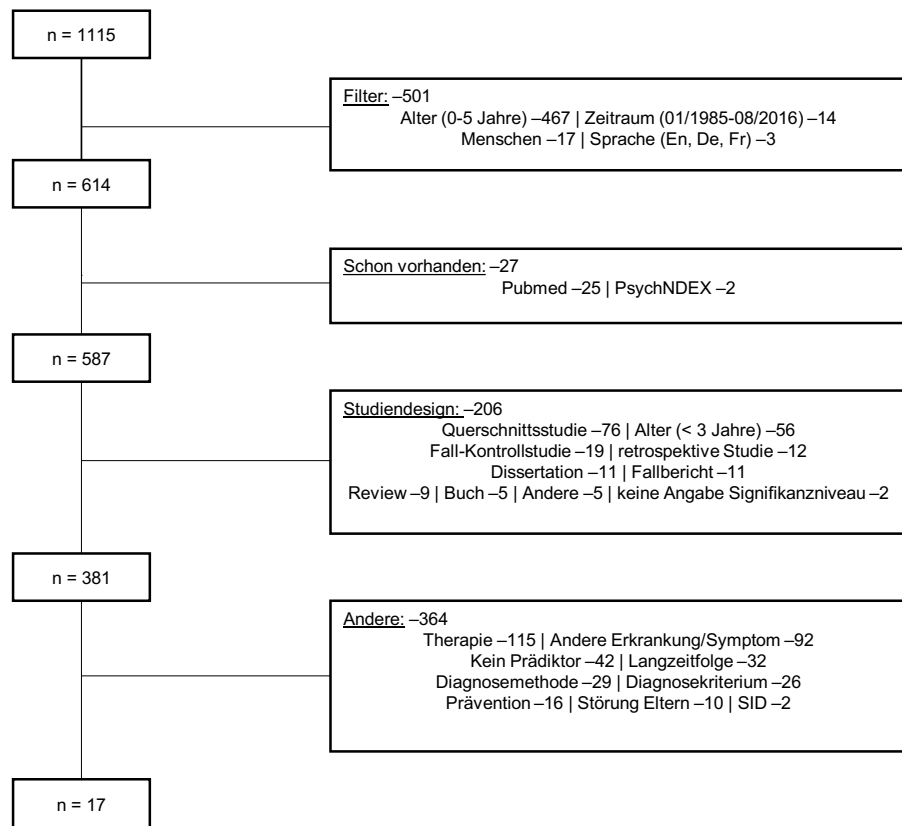 n = 1115
Filter: –501
Alter (0-5 Jahre) –467 | Zeitraum (01/1985-08/2016) –14
Menschen –17 | Sprache (En, De, Fr) –3
n = 614
Schon vorhanden: –27
Pubmed –25 | PsychNDEX –2
n = 587
Studiendesign: –206
Querschnittsstudie –76 | Alter (< 3 Jahre) –56
Fall-Kontrollstudie –19 | retrospektive Studie –12
Dissertation –11 | Fallbericht –11
Review –9 | Buch –5 | Andere –5 | keine Angabe Signifikanzniveau –2
n = 381
Andere: –364
Therapie –115 | Andere Erkrankung/Symptom –92
Kein Prädiktor –42 | Langzeitfolge –32
Diagnosemethode –29 | Diagnosekriterium –26
Prävention –16 | Störung Eltern –10 | SID –2
n = 17